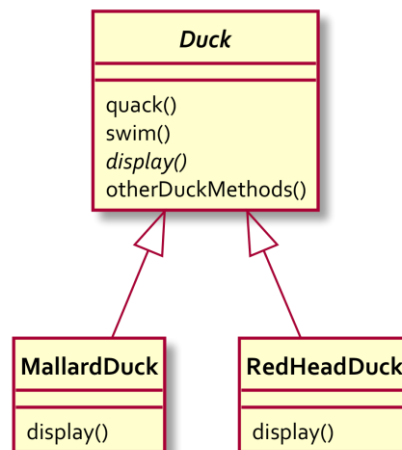 Duck
quack()
swim()
display()
otherDuckMethods()
MallardDuck
display()
RedHeadDuck
display()